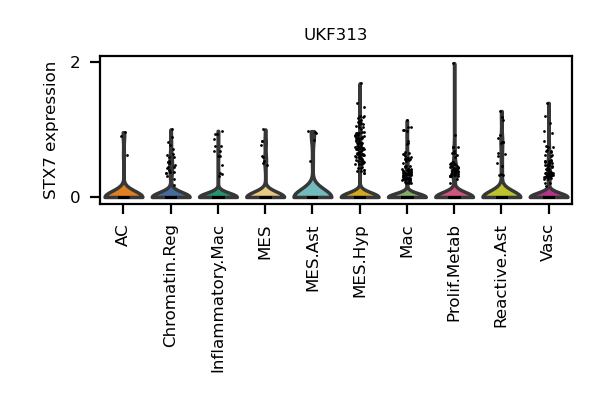 UKF313
STX7 expression
2
0
AC
Chromatin.Reg
Inflammatory.Mac
MES
MES.Ast
MES.Hyp
Mac
Prolif.Metab
Reactive.Ast
Vasc